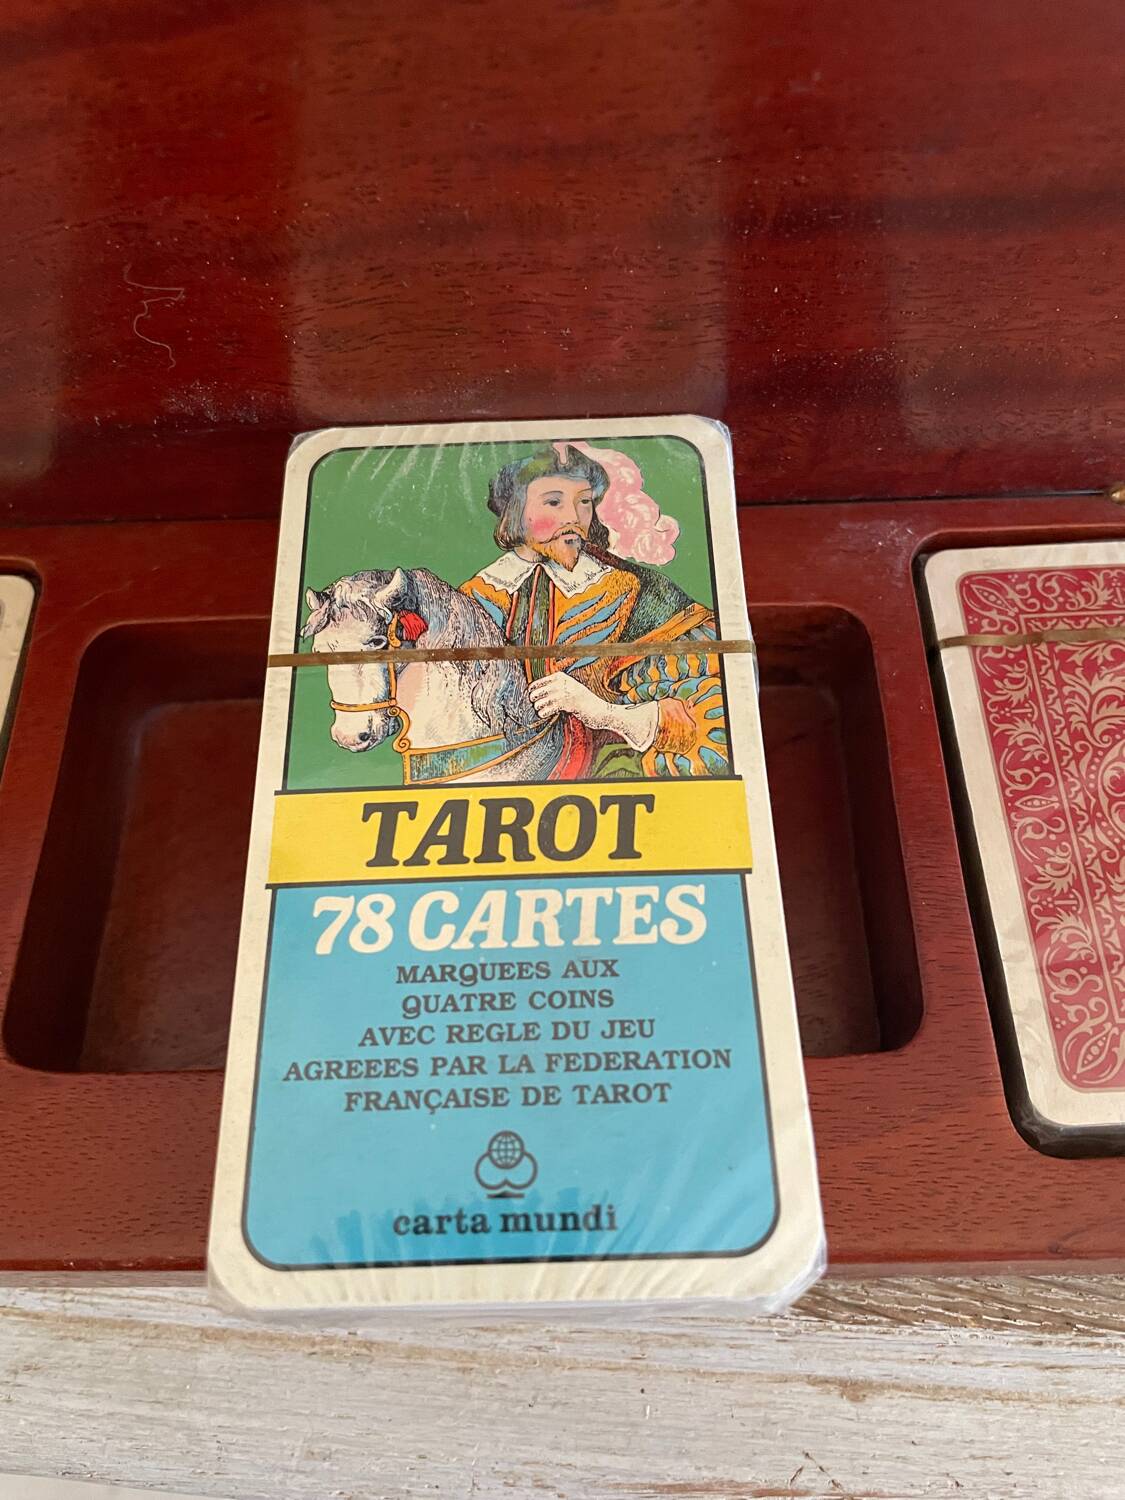 TAROT
78 CARTES
MARQUEES AUX
QUATRE COINS
AVEC REGLE DU JEU
AGREEES PAR LA FEDERATION
FRANÇAISE DE TAROT
carta mundi